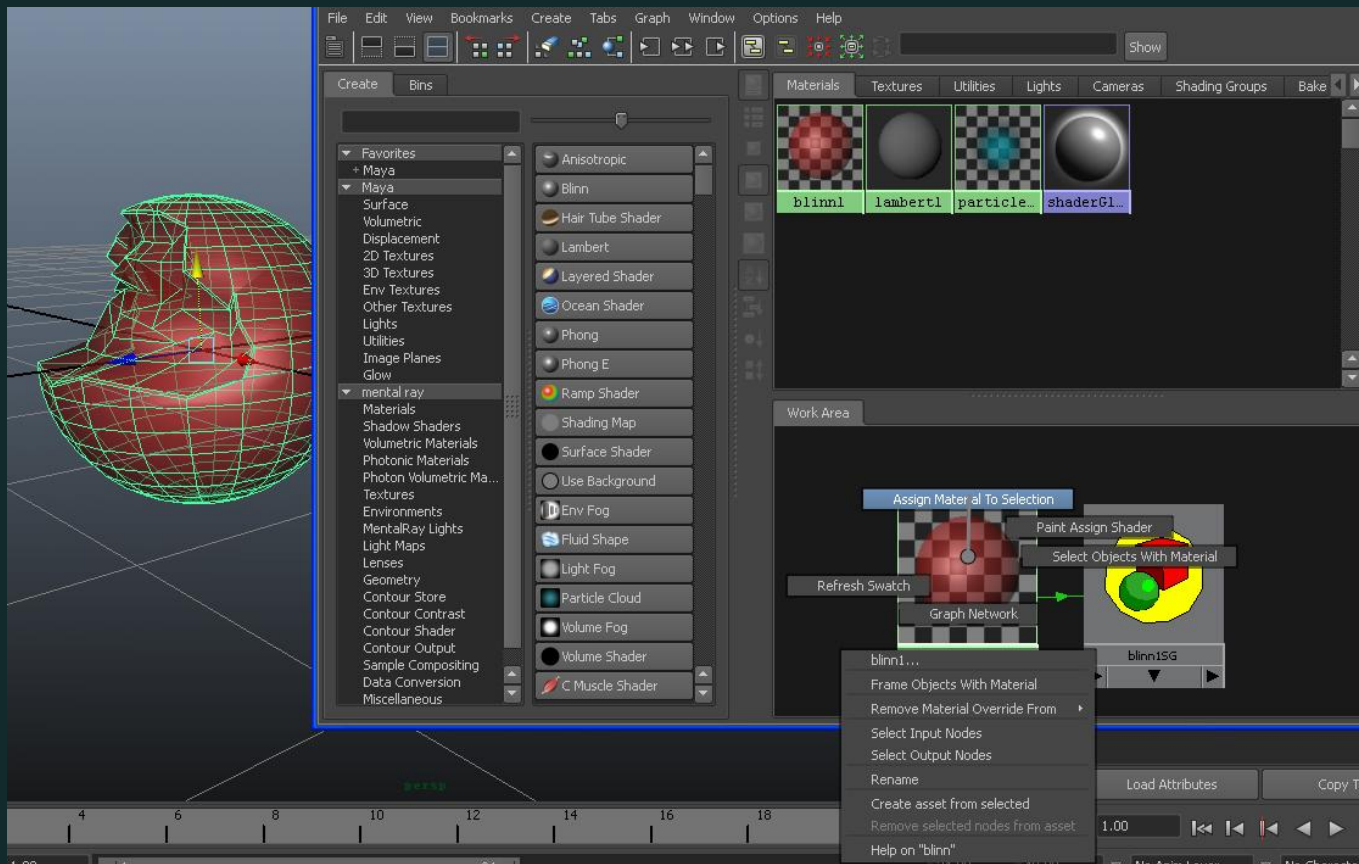 File Edit View Bookmarks Create Tabs Graph Window Options Help
Show
Create Bins
Favorites
+ Maya
Maya
Surface
Volumetric
Displacement
2D Textures
3D Textures
Env Textures
Other Textures
Lights
Utilities
Image Planes
Glow
mental ray
Materials
Shadow Shaders
Volumetric Materials
Photonic Materials
Photon Volumetric Ma...
Textures
Environments
MentalRay Lights
Light Maps
Lenses
Geometry
Contour Store
Contour Contrast
Contour Shader
Contour Output
Sample Compositing
Data Conversion
Miscellaneous
Anisotropic
Blinn
Hair Tube Shader
Lambert
Layered Shader
Ocean Shader
Phong
Phong E
Ramp Shader
Shading Map
Surface Shader
Use Background
Env Fog
Fluid Shape
Light Fog
Particle Cloud
Volume Fog
Volume Shader
C Muscle Shader
Materials Textures Utilities Lights Cameras Shading Groups Bake
blinn1 lambert1 particle... shaderGl...
Work Area
Assign Mater al To Selection
Paint Assign Shader
Select Objects With Material
Refresh Swatch
Graph Network
blinn1SG
blinn1...
Frame Objects With Material
Remove Material Override From
Select Input Nodes
Select Output Nodes
Rename
Create asset from selected
Remove selected nodes from asset
Help on "blinn"
persp
Load Attributes Copy T
4 6 8 10 12 14 16 18
1.00